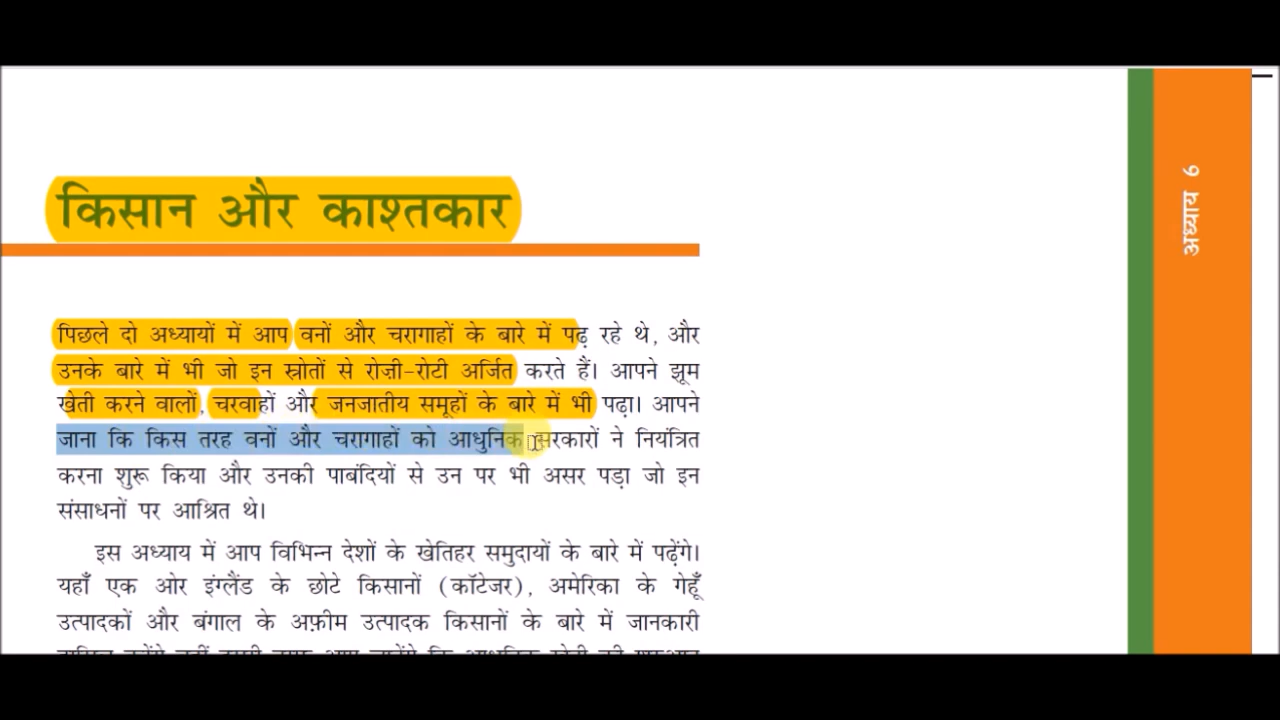 अध्याय 6
किसान और काश्तकार
पिछले दो अध्यायों में आप वनों और चरागाहों के बारे में पढ़ रहे थे, और
उनके बारे में भी जो इन स्रोतों से रोज़ी-रोटी अर्जित करते हैं। आपने झूम
खेती करने वालों, चरवाहों और जनजातीय समूहों के बारे में भी पढ़ा। आपने
जाना कि किस तरह वनों और चरागाहों को आधुनिक सरकारों ने नियंत्रित
करना शुरू किया और उनकी पाबंदियों से उन पर भी असर पड़ा जो इन
संसाधनों पर आश्रित थे।
इस अध्याय में आप विभिन्न देशों के खेतिहर समुदायों के बारे में पढ़ेंगे।
यहाँ एक ओर इंग्लैंड के छोटे किसानों (कॉटेजर), अमेरिका के गेहूँ
उत्पादकों और बंगाल के अफ़ीम उत्पादक किसानों के बारे में जानकारी